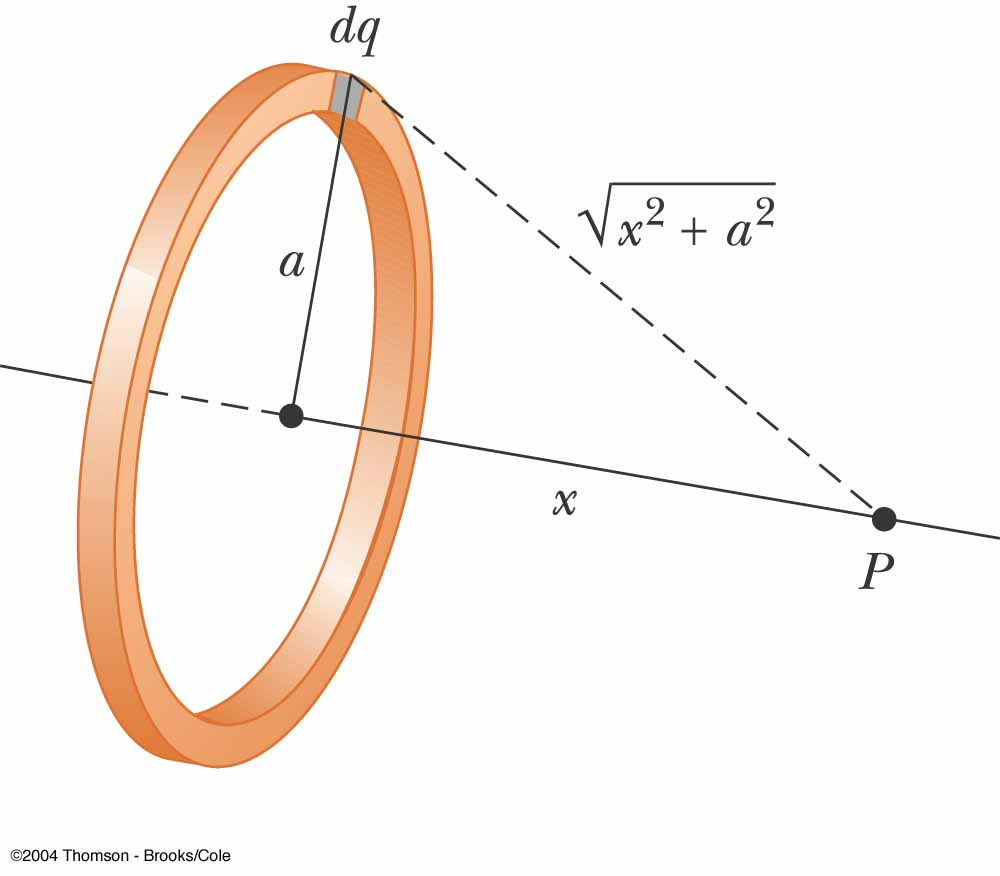 dq
√x² + a²
a
x
P
©2004 Thomson - Brooks/Cole